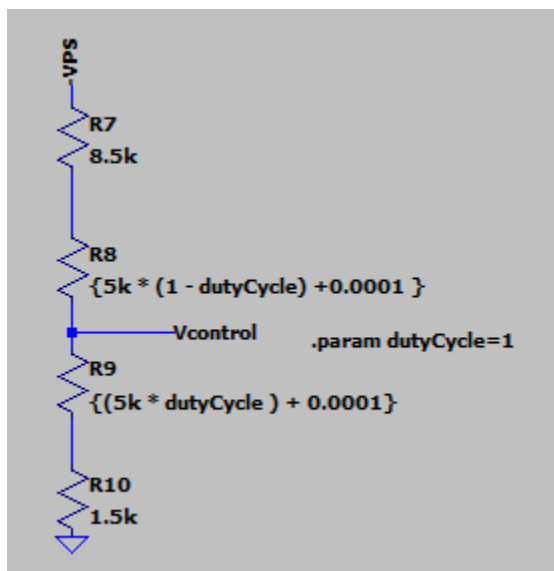 -VPS
R7
8.5k
R8
{5k * (1 - dutyCycle) +0.0001 }
Vcontrol
.param dutyCycle=1
R9
{(5k * dutyCycle ) + 0.0001}
R10
1.5k